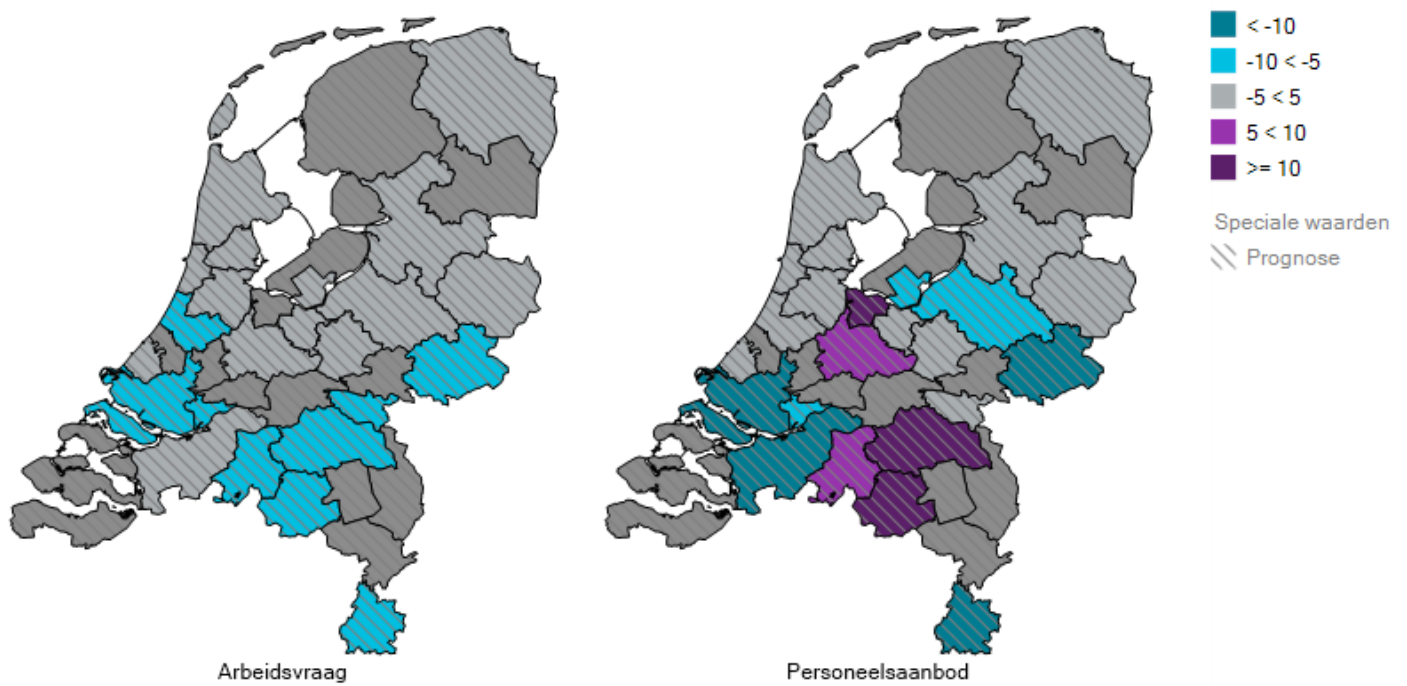 < -10
-10 < -5
-5 < 5
5 < 10
>= 10
Speciale waarden
Prognose
Arbeidsvraag
Personeelsaanbod